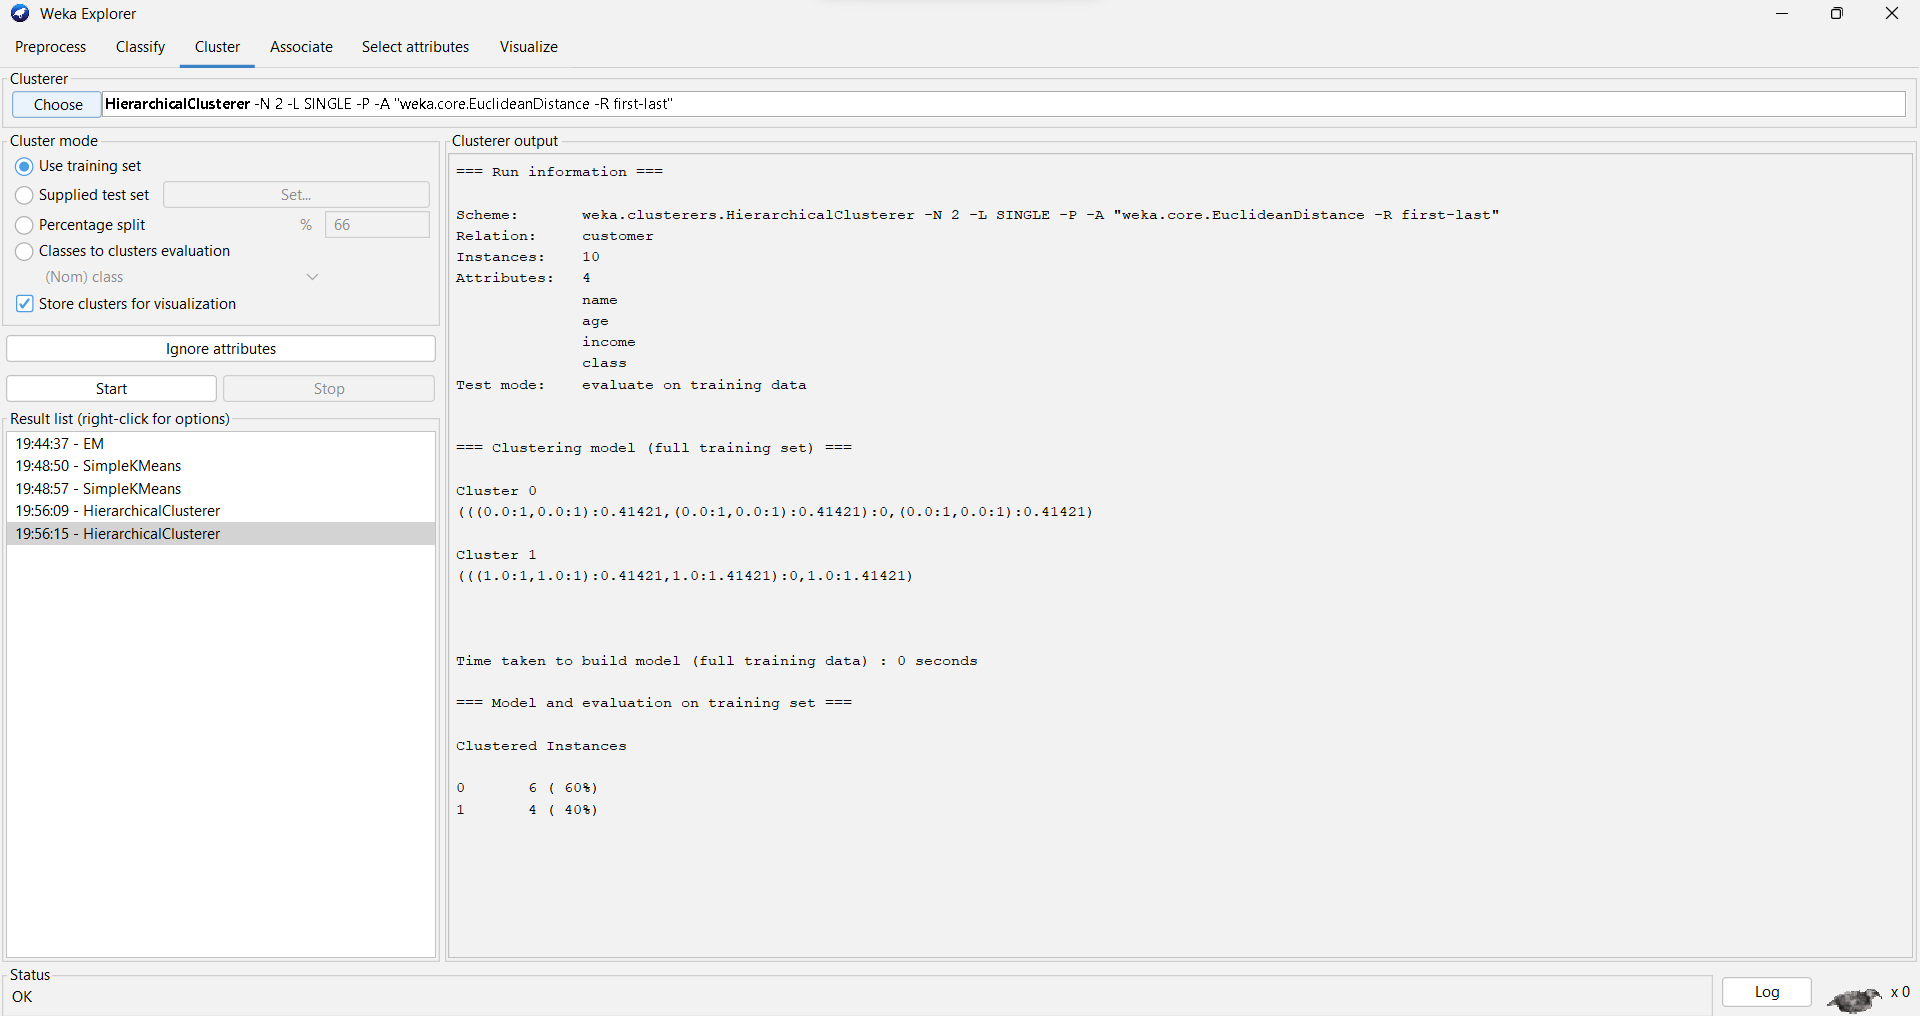 Weka Explorer
Preprocess Classify Cluster Associate Select attributes Visualize
Clusterer
Choose HierarchicalClusterer -N 2 -L SINGLE -P -A "weka.core.EuclideanDistance -R first-last"
Cluster mode
Use training set
Supplied test set Set...
Percentage split % 66
Classes to clusters evaluation
(Nom) class
Store clusters for visualization
Ignore attributes
Start Stop
Result list (right-click for options)
19:44:37 - EM
19:48:50 - SimpleKMeans
19:48:57 - SimpleKMeans
19:56:09 - HierarchicalClusterer
19:56:15 - HierarchicalClusterer
Clusterer output
=== Run information ===
Scheme: weka.clusterers.HierarchicalClusterer -N 2 -L SINGLE -P -A "weka.core.EuclideanDistance -R first-last"
Relation: customer
Instances: 10
Attributes: 4
name
age
income
class
Test mode: evaluate on training data
=== Clustering model (full training set) ===
Cluster 0
(((0.0:1,0.0:1):0.41421,(0.0:1,0.0:1):0.41421):0,(0.0:1,0.0:1):0.41421)
Cluster 1
(((1.0:1,1.0:1):0.41421,1.0:1.41421):0,1.0:1.41421)
Time taken to build model (full training data) : 0 seconds
=== Model and evaluation on training set ===
Clustered Instances
0 6 ( 60%)
1 4 ( 40%)
Status
OK
Log x 0